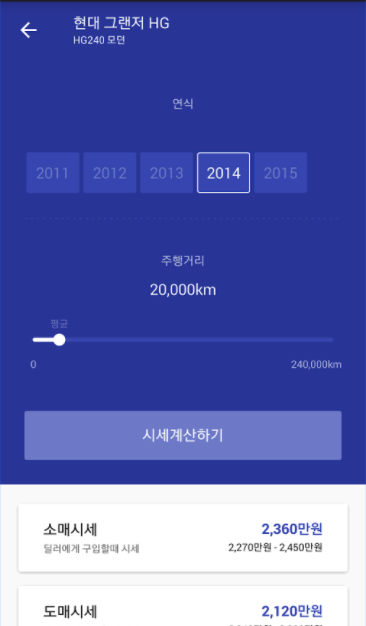 현대 그랜저 HG
HG240 모던
연식
2011 2012 2013 2014 2015
주행거리
20,000km
평균
0 240,000km
시세계산하기
소매시세 2,360만원
딜러에게 구입할때 시세 2,270만원 - 2,450만원
도매시세 2,120만원